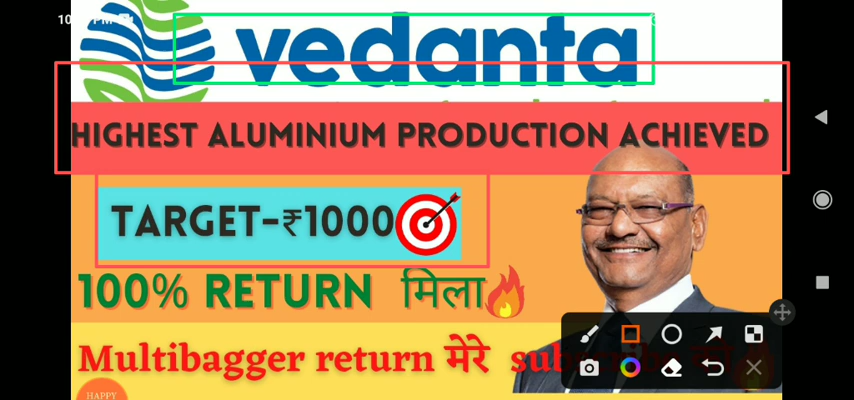 vedanta
HIGHEST ALUMINIUM PRODUCTION ACHIEVED
TARGET-₹1000
100% RETURN मिला
Multibagger return मेरे
HAPPY